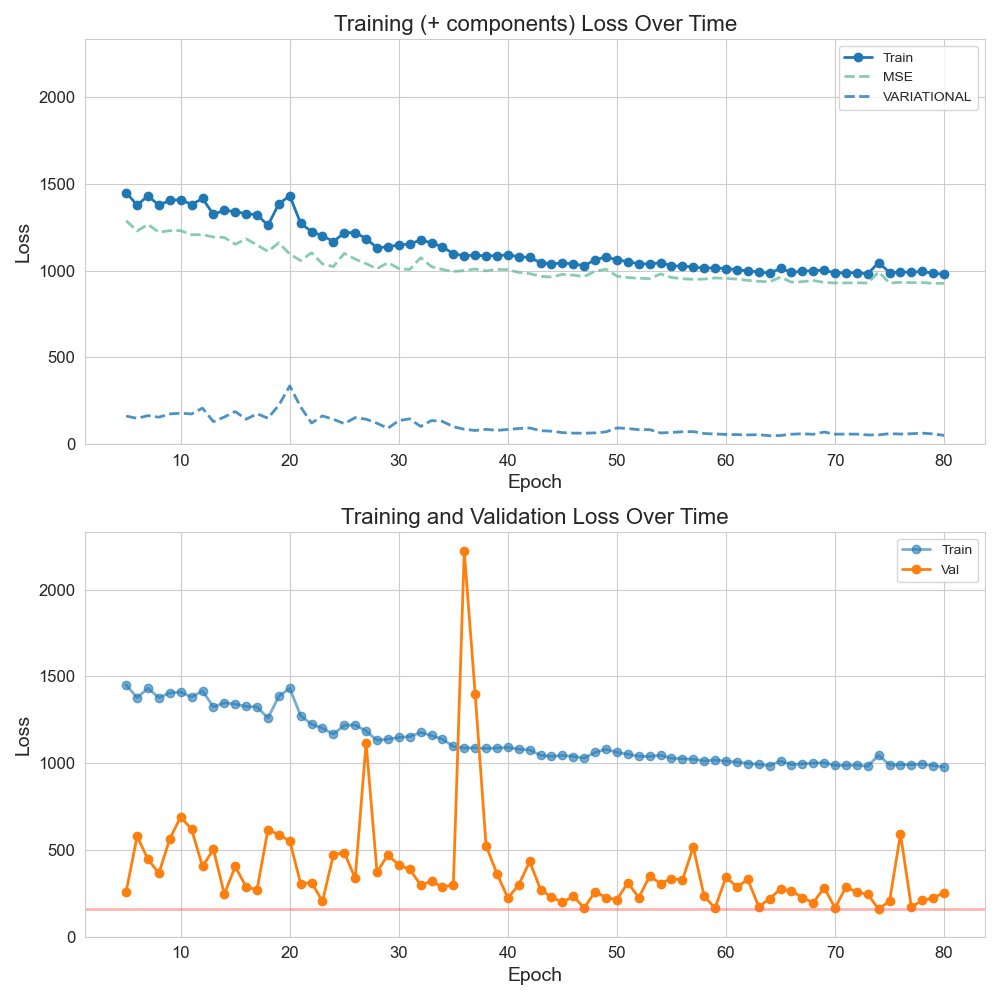 Training (+ components) Loss Over Time
Train
MSE
VARIATIONAL
Loss
2000
1500
1000
500
0
10 20 30 40 50 60 70 80
Epoch
Training and Validation Loss Over Time
Train
Val
Loss
2000
1500
1000
500
0
10 20 30 40 50 60 70 80
Epoch